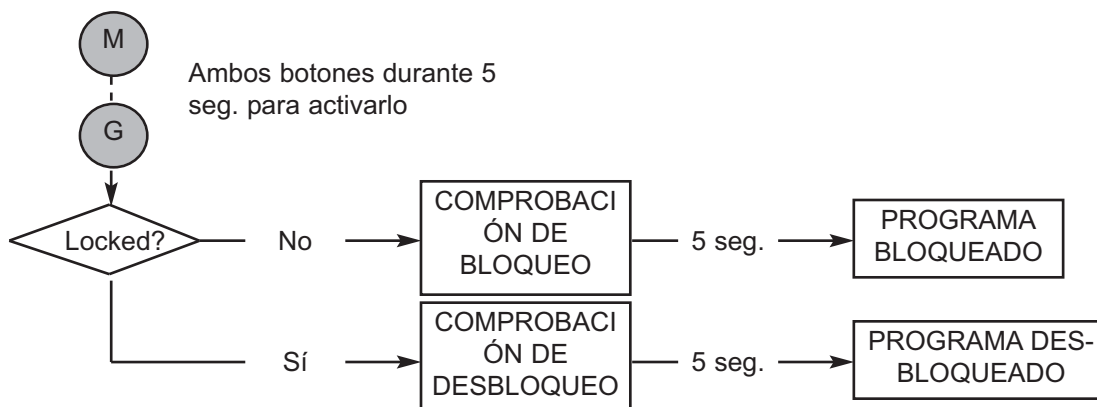 M
Ambos botones durante 5
seg. para activarlo
G
Locked?
No
COMPROBACI
ÓN DE
BLOQUEO
5 seg.
PROGRAMA
BLOQUEADO
Sí
COMPROBACI
ÓN DE
DESBLOQUEO
5 seg.
PROGRAMA DES-
BLOQUEADO